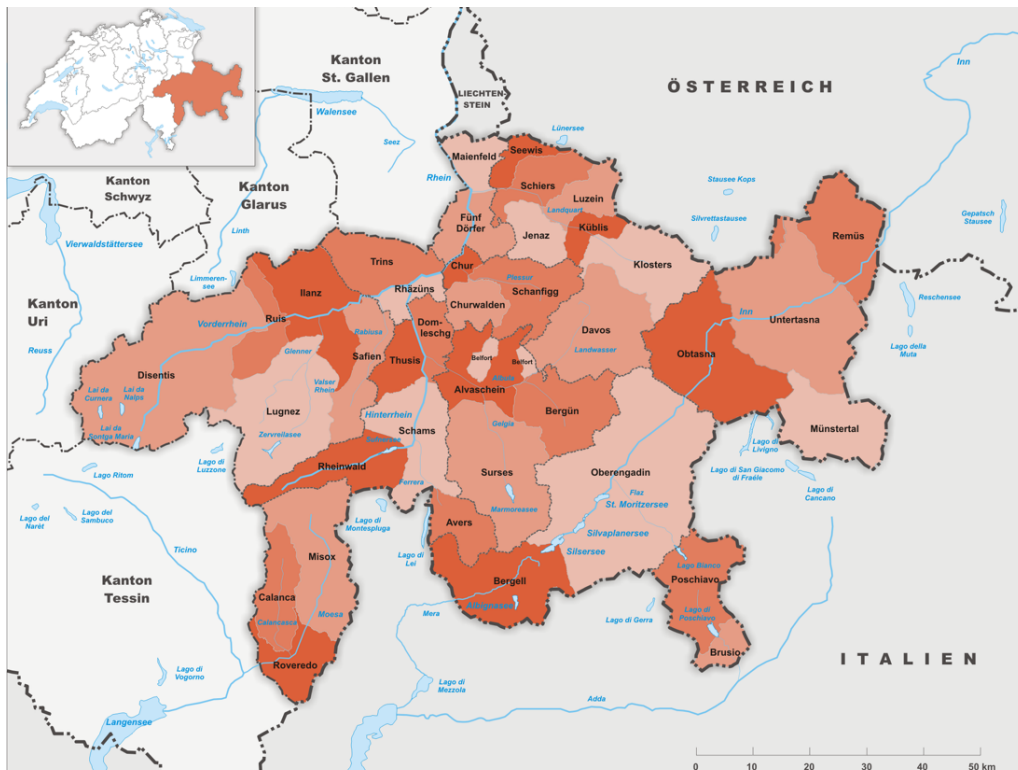 Kanton
St. Gallen
LIECHTEN-
STEIN
ÖSTERREICH
Inn
Walensee
Seez
Lünersee
Kanton
Schwyz
Kanton
Glarus
Rhein
Maienfeld
Seewis
Schiers
Luzein
Landquart
Stausee Kops
Silvrettastausee
Gepatsch
Stausee
Vierwaldstättersee
Linth
Fünf
Dörfer
Jenaz
Küblis
Klosters
Remüs
Limmeren-
see
Trins
Chur
Plessur
Schanfigg
Rhäzüns
Churwalden
Ilanz
Reschensee
Kanton
Uri
Vorderrhein
Ruis
Rabiusa
Dom-
leschg
Davos
Inn
Untertasna
Lago della
Muta
Reuss
Glenner
Safien
Thusis
Belfort
Belfort
Landwasser
Obtasna
Disentis
Albula
Lai da
Curnera
Lai da
Nalps
Valser
Rhein
Alvaschein
Lugnez
Hinterrhein
Bergün
Lai da
Sontga Maria
Zervreilasee
Schams
Gelgia
Münstertal
Sufnersee
Lago di
Livigno
Lago di
Luzzone
Rheinwald
Surses
Oberengadin
Lago di San Giacomo
di Fraéle
Lago Ritom
Ferrera
Flaz
Lago di
Cancano
Marmorasee
St. Moritzersee
Lago del
Narèt
Lago del
Sambuco
Lago di
Montespluga
Avers
Silvaplanersee
Ticino
Misox
Lago di
Lei
Silsersee
Lago Bianco
Poschiavo
Kanton
Tessin
Bergell
Calanca
Albignasee
Lago di
Poschiavo
Moesa
Mera
Lago di Gerra
Calancasca
Brusio
Roveredo
ITALIEN
Lago di
Vogorno
Lago di
Mezzola
Adda
Langensee
0 10 20 30 40 50 km